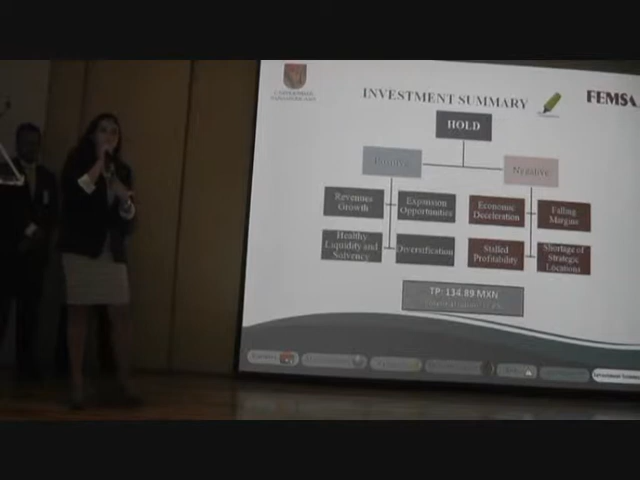 INVESTMENT SUMMARY
FEMSA
HOLD
Positive
Negative
Revenues
Growth
Expansion
Opportunities
Economic
Deceleration
Falling
Margins
Healthy
Liquidity and
Solvency
Diversification
Stalled
Profitability
Shortage of
Strategic
Locations
TP: 134.89 MXN